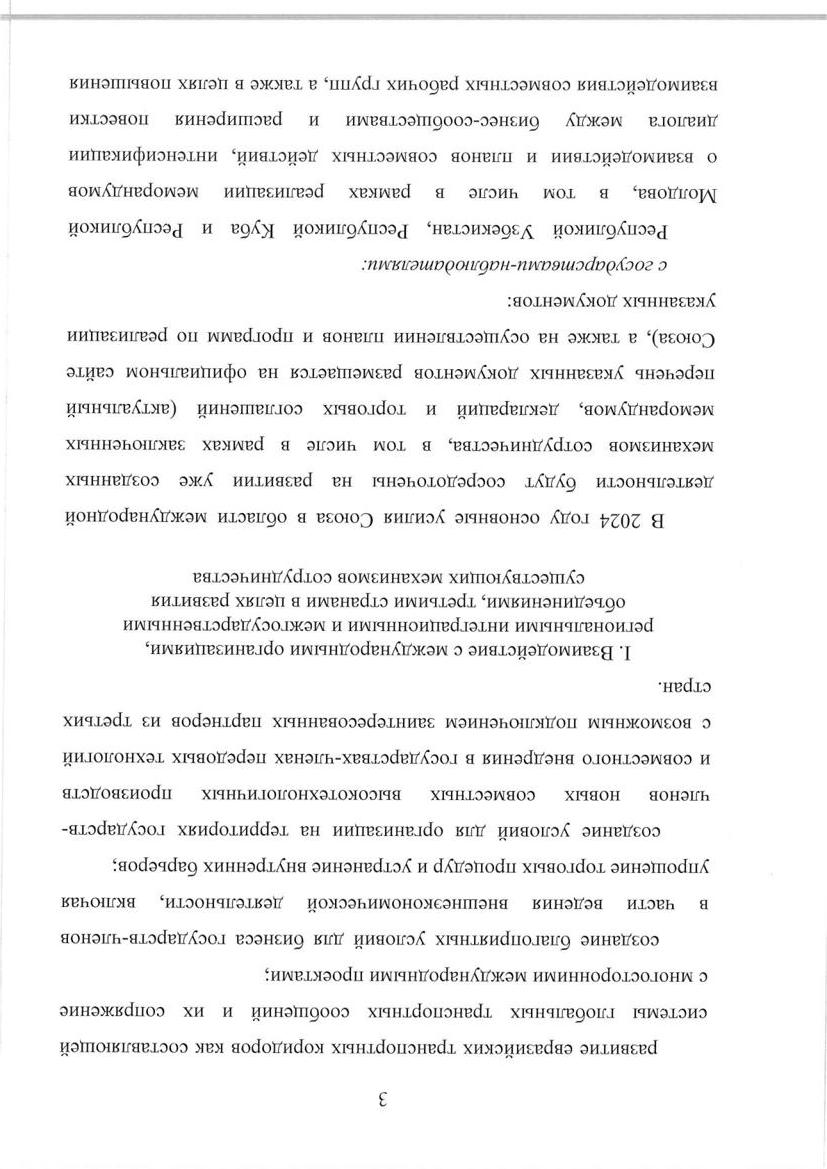 3
развитие евразийских транспортных коридоров как составляющей
системы глобальных транспортных сообщений и их сопряжение
с многосторонними международными проектами;
создание благоприятных условий для бизнеса государств-членов
в части ведения внешнеэкономической деятельности, включая
упрощение торговых процедур и устранение внутренних барьеров;
создание условий для организации на территориях государств-
членов новых совместных высокотехнологичных производств
и совместного внедрения в государствах-членах передовых технологий
с возможным подключением заинтересованных партнеров из третьих
стран.
I. Взаимодействие с международными организациями,
региональными интеграционными и межгосударственными
объединениями, третьими странами в целях развития
существующих механизмов сотрудничества
В 2024 году основные усилия Союза в области международной
деятельности будут сосредоточены на развитии уже созданных
механизмов сотрудничества, в том числе в рамках заключенных
меморандумов, деклараций и торговых соглашений (актуальный
перечень указанных документов размещается на официальном сайте
Союза), а также на осуществлении планов и программ по реализации
указанных документов:
с государствами-наблюдателями:
Республикой Узбекистан, Республикой Куба и Республикой
Молдова, в том числе в рамках реализации меморандумов
о взаимодействии и планов совместных действий, интенсификации
диалога между бизнес-сообществами и расширения повестки
взаимодействия совместных рабочих групп, а также в целях повышения